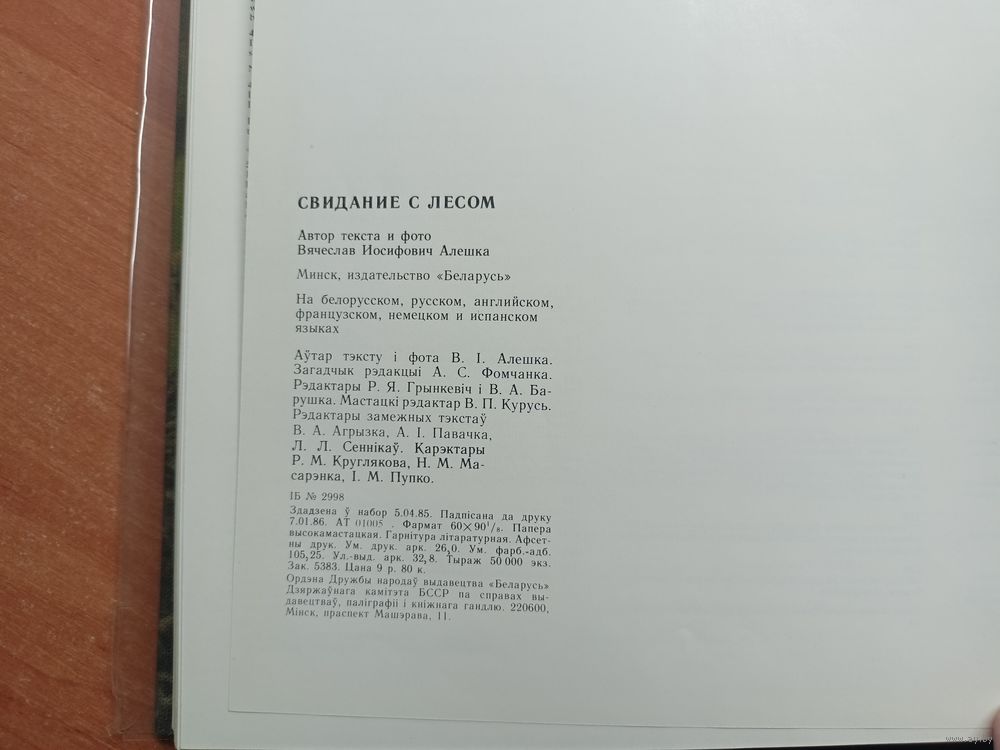 СВИДАНИЕ С ЛЕСОМ
Автор текста и фото
Вячеслав Иосифович Алешка
Минск, издательство «Беларусь»
На белорусском, русском, английском,
французском, немецком и испанском
языках
Аўтар тэксту і фота В. І. Алешка.
Загадчык рэдакцыі А. С. Фомчанка.
Рэдактары Р. Я. Грынкевіч і В. А. Ба-
рушка. Мастацкі рэдактар В. П. Курусь.
Рэдактары замежных тэкстаў
В. А. Агрызка, А. І. Павачка,
Л. Л. Сеннікаў. Карэктары
Р. М. Круглякова, Н. М. Ма-
сарэнка, І. М. Пупко.
ІБ № 2998
Здадзена ў набор 5.04.85. Падпісана да друку
7.01.86. АТ 01005 . Фармат 60×90¹/₈. Папера
высокамастацкая. Гарнітура літаратурная. Афсет-
ны друк. Ум. друк. арк. 26,0. Ум. фарб.-адб.
105,25. Ул.-выд. арк. 32,8. Тыраж 50 000 экз.
Зак. 5383. Цана 9 р. 80 к.
Ордэна Дружбы народаў выдавецтва «Беларусь»
Дзяржаўнага камітэта БССР па справах вы-
давецтваў, паліграфіі і кніжнага гандлю. 220600,
Мінск, праспект Машэрава, 11.